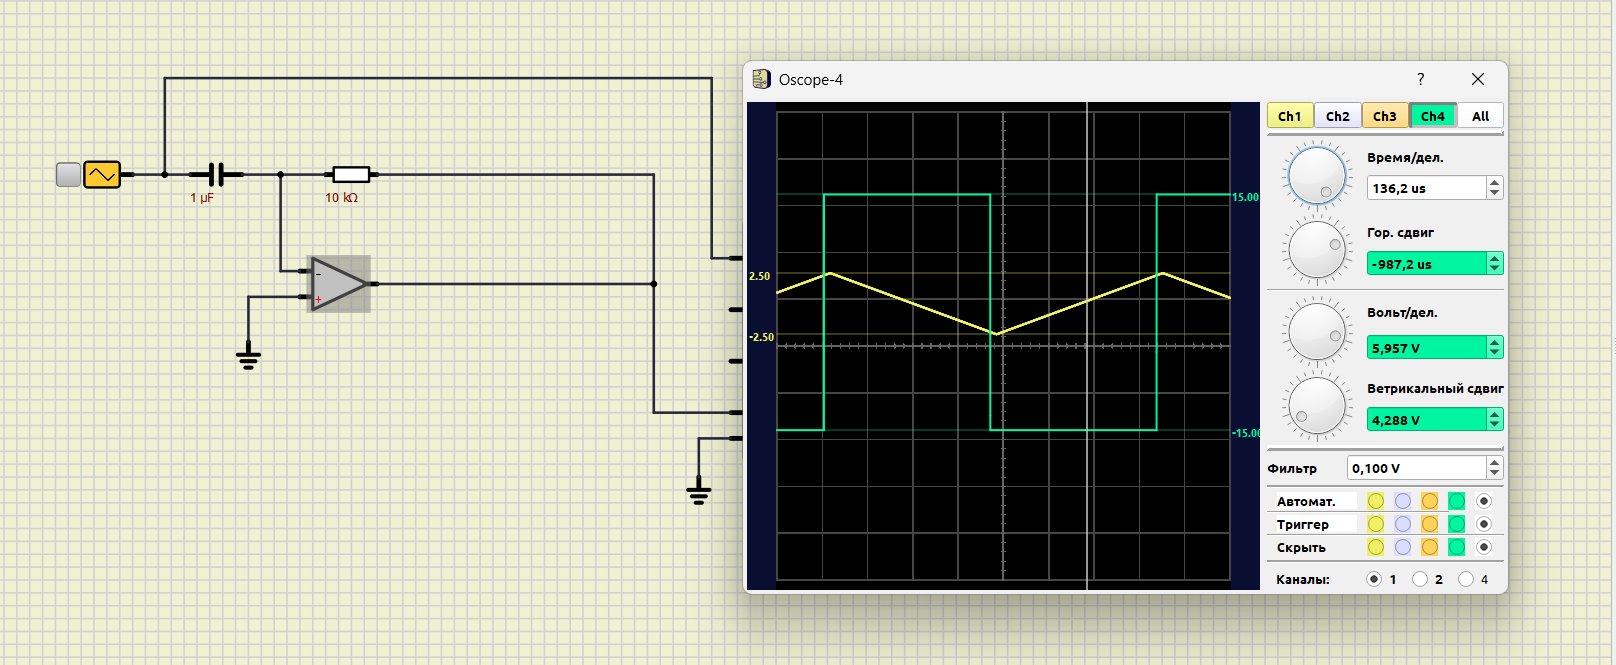 1 µF
10 kΩ
−
+
Oscope-4
?
2.50
-2.50
15.00
-15.00
Ch1
Ch2
Ch3
Ch4
All
Время/дел.
136,2 us
Гор. сдвиг
-987,2 us
Вольт/дел.
5,957 V
Ветрикальный сдвиг
4,288 V
Фильтр
0,100 V
Автомат.
Триггер
Скрыть
Каналы: 1 2 4